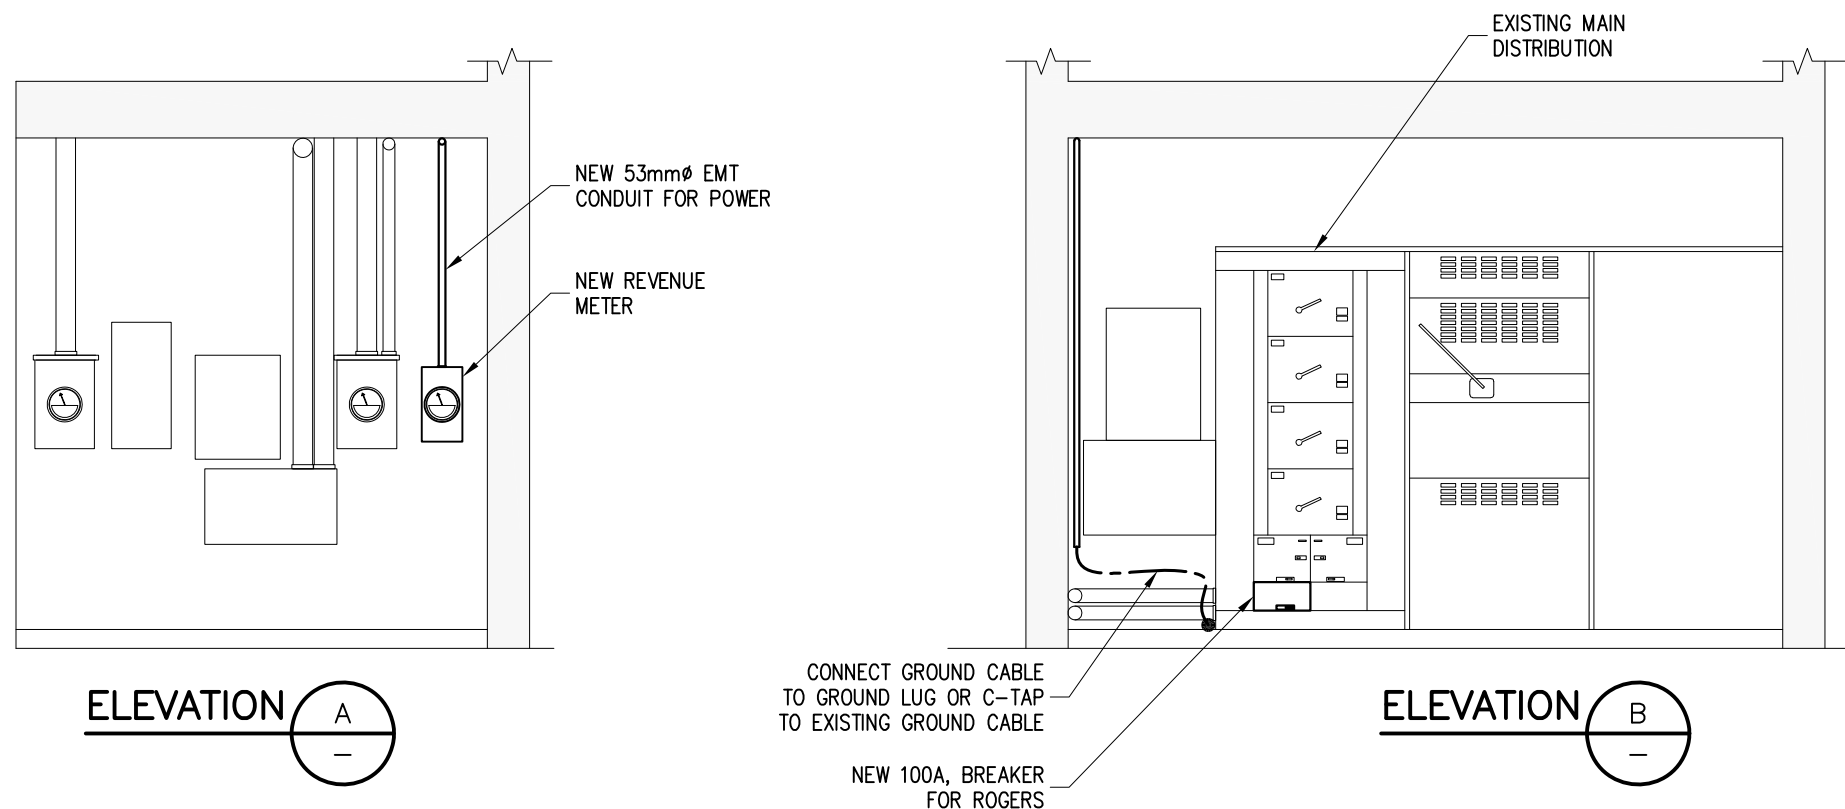 EXISTING MAIN
DISTRIBUTION
NEW 53mmø EMT
CONDUIT FOR POWER
NEW REVENUE
METER
CONNECT GROUND CABLE
TO GROUND LUG OR C-TAP
TO EXISTING GROUND CABLE
NEW 100A, BREAKER
FOR ROGERS
ELEVATION A
–
ELEVATION B
–